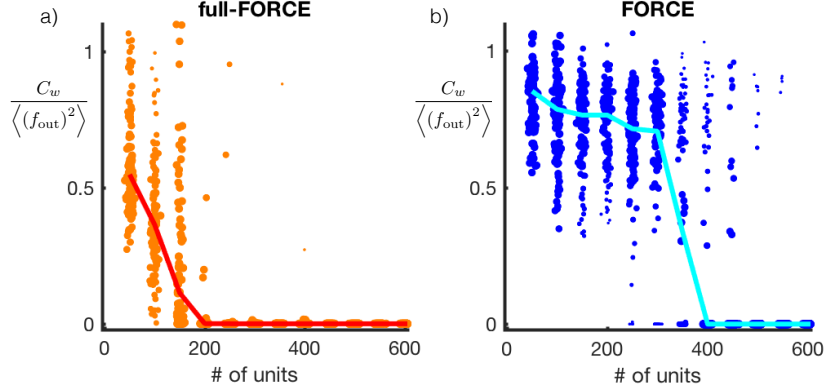 a)
full-FORCE
C_w / ⟨(f_out)^2⟩
1
0.5
0
0 200 400 600
# of units
b)
FORCE
C_w / ⟨(f_out)^2⟩
1
0.5
0
0 200 400 600
# of units